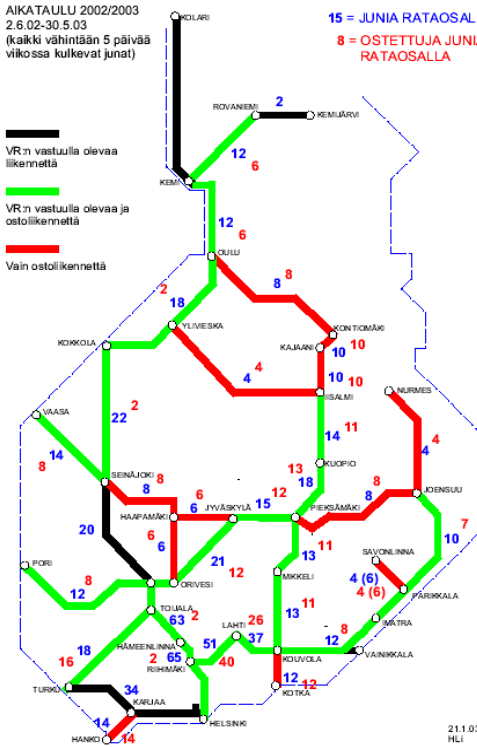 AIKATAULU 2002/2003
2.6.02-30.5.03
(kaikki vähintään 5 päivää
viikossa kulkevat junat)
15 = JUNIA RATAOSAL
8 = OSTETTUJA JUNI
RATAOSALLA
KOLARI
ROVANIEMI
2
KEMIJÄRVI
VR:n vastuulla olevaa
liikennettä
12
6
KEMI
VR:n vastuulla olevaa ja
ostoliikennettä
12
6
Vain ostoliikennettä
OULU
8
8
2
18
YLIVIESKA
KONTIOMÄKI
KOKKOLA
KAJAANI
10
10
4
4
10
10
IISALMI
NURMES
2
22
VAASA
14
11
4
4
8
14
SEINÄJOKI
8
8
13
KUOPIO
18
8
8
JOENSUU
HAAPAMÄKI
6
6
JYVÄSKYLÄ
15
12
PIEKSÄMÄKI
20
6
6
11
7
10
21
13
SAVONLINNA
PORI
8
12
ORIVESI
12
MIKKELI
4 (6)
4 (6)
PARIKKALA
TOIJALA
63
2
LAHTI
26
13
11
IMATRA
HÄMEENLINNA
51
37
8
12
18
2
65
RIIHIMÄKI
40
KOUVOLA
VAINIKKALA
16
TURKU
34
12
12
KOTKA
KARJAA
14
HANKO
14
HELSINKI
21.1.03
HLi